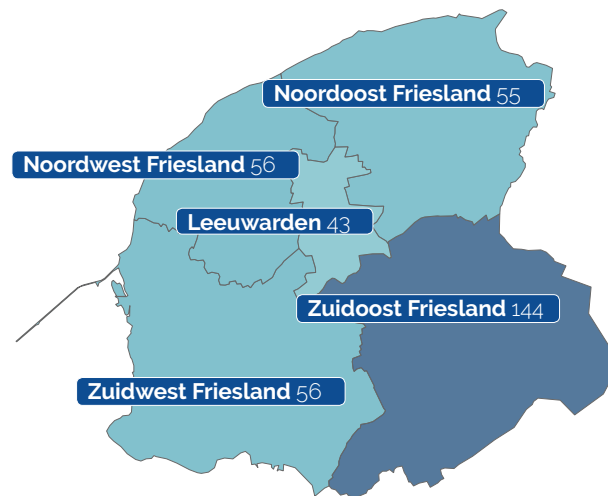 Noordoost Friesland 55
Noordwest Friesland 56
Leeuwarden 43
Zuidoost Friesland 144
Zuidwest Friesland 56